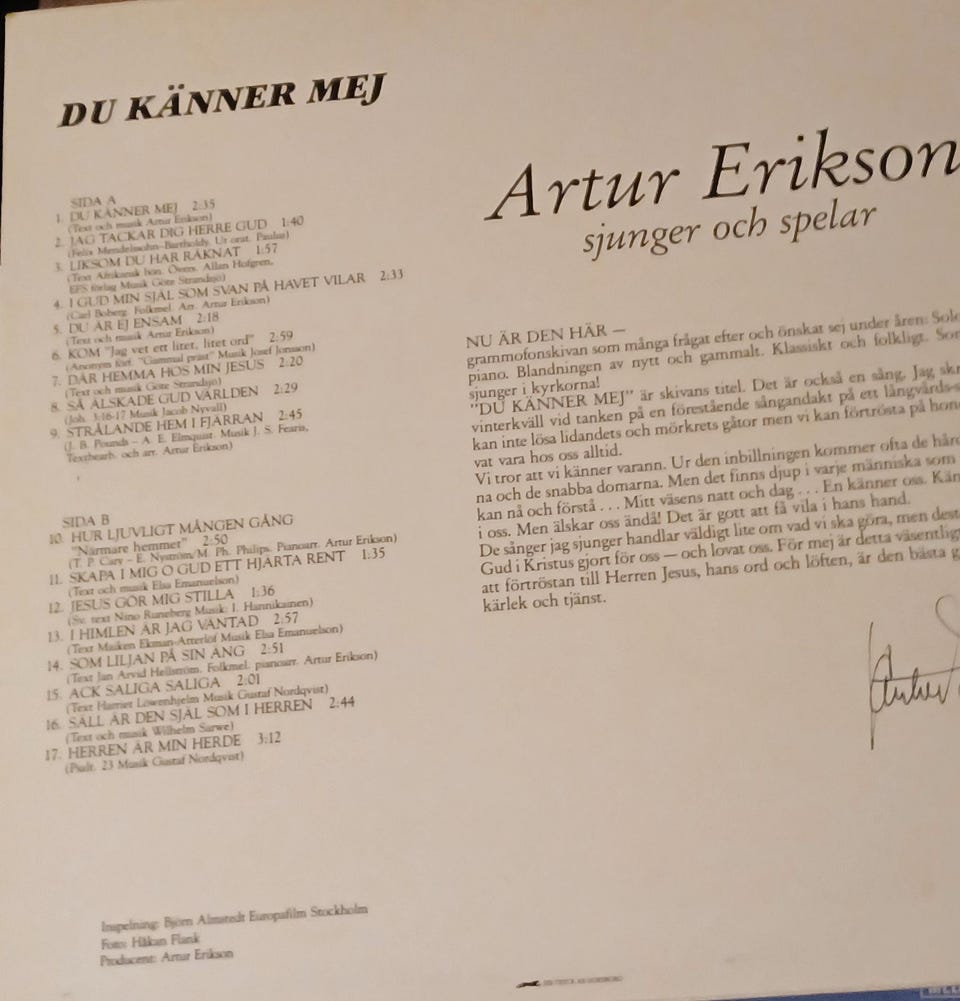 DU KÄNNER MEJ
SIDA A
1. DU KÄNNER MEJ 2:35
(Text och musik Artur Erikson)
2. JAG TACKAR DIG HERRE GUD 1:40
(Felix Mendelssohn-Bartholdy. Ur orat. Paulus)
3. LIKSOM DU HAR RÄKNAT 1:57
(Text Afrikansk bön. Övers. Allan Hofgren,
EFS förlag Musik Göte Strandsjö)
4. I GUD MIN SJÄL SOM SVAN PÅ HAVET VILAR 2:33
(Carl Boberg. Folkmel. Arr. Artur Erikson)
5. DU ÄR EJ ENSAM 2:18
(Text och musik Artur Erikson)
6. KOM "Jag vet ett litet, litet ord" 2:59
(Anonym förf. "Gammal präst" Musik Josef Jonsson)
7. DÄR HEMMA HOS MIN JESUS 2:20
(Text och musik Göte Strandsjö)
8. SÅ ÄLSKADE GUD VÄRLDEN 2:29
(Joh. 3:16-17 Musik Jacob Nyvall)
9. STRÅLANDE HEM I FJÄRRAN 2:45
(J. B. Pounds – A. E. Elmquist. Musik J. S. Fearis,
Textbearb. och arr. Artur Erikson)
SIDA B
10. HUR LJUVLIGT MÅNGEN GÅNG
"Närmare hemmet" 2:50
(T. P. Cary – E. Nyström/M. Ph. Philips. Pianoarr. Artur Erikson)
11. SKAPA I MIG O GUD ETT HJÄRTA RENT 1:35
(Text och musik Elsa Emanuelson)
12. JESUS GÖR MIG STILLA 1:36
(Sv. text Nino Runeberg Musik: I. Hannikainen)
13. I HIMLEN ÄR JAG VÄNTAD 2:57
(Text Maiken Ekman-Atterlöf Musik Elsa Emanuelson)
14. SOM LILJAN PÅ SIN ÄNG 2:51
(Text Jan Arvid Hellström. Folkmel. pianoarr. Artur Erikson)
15. ACK SALIGA SALIGA 2:01
(Text Harriet Löwenhjelm Musik Gustaf Nordqvist)
16. SÄLL ÄR DEN SJÄL SOM I HERREN 2:44
(Text och musik Wilhelm Sarwe)
17. HERREN ÄR MIN HERDE 3:12
(Psalt. 23 Musik Gustaf Nordqvist)
Inspelning: Björn Almstedt Europafilm Stockholm
Foto: Håkan Flank
Producent: Artur Erikson
Artur Erikson
sjunger och spelar
NU ÄR DEN HÄR —
grammofonskivan som många frågat efter och önskat sej under åren: Solo
piano. Blandningen av nytt och gammalt. Klassiskt och folkligt. Som
sjunger i kyrkorna!
"DU KÄNNER MEJ" är skivans titel. Det är också en sång. Jag skr
vinterkväll vid tanken på en förestående sångandakt på ett långvårds-s
kan inte lösa lidandets och mörkrets gåtor men vi kan förtrösta på hon
vat vara hos oss alltid.
Vi tror att vi känner varann. Ur den inbillningen kommer ofta de hård
na och de snabba domarna. Men det finns djup i varje människa som
kan nå och förstå . . . Mitt väsens natt och dag . . . En känner oss. Kän
i oss. Men älskar oss ändå! Det är gott att få vila i hans hand.
De sånger jag sjunger handlar väldigt lite om vad vi ska göra, men dest
Gud i Kristus gjort för oss — och lovat oss. För mej är detta väsentlig
att förtröstan till Herren Jesus, hans ord och löften, är den bästa g
kärlek och tjänst.
Artur